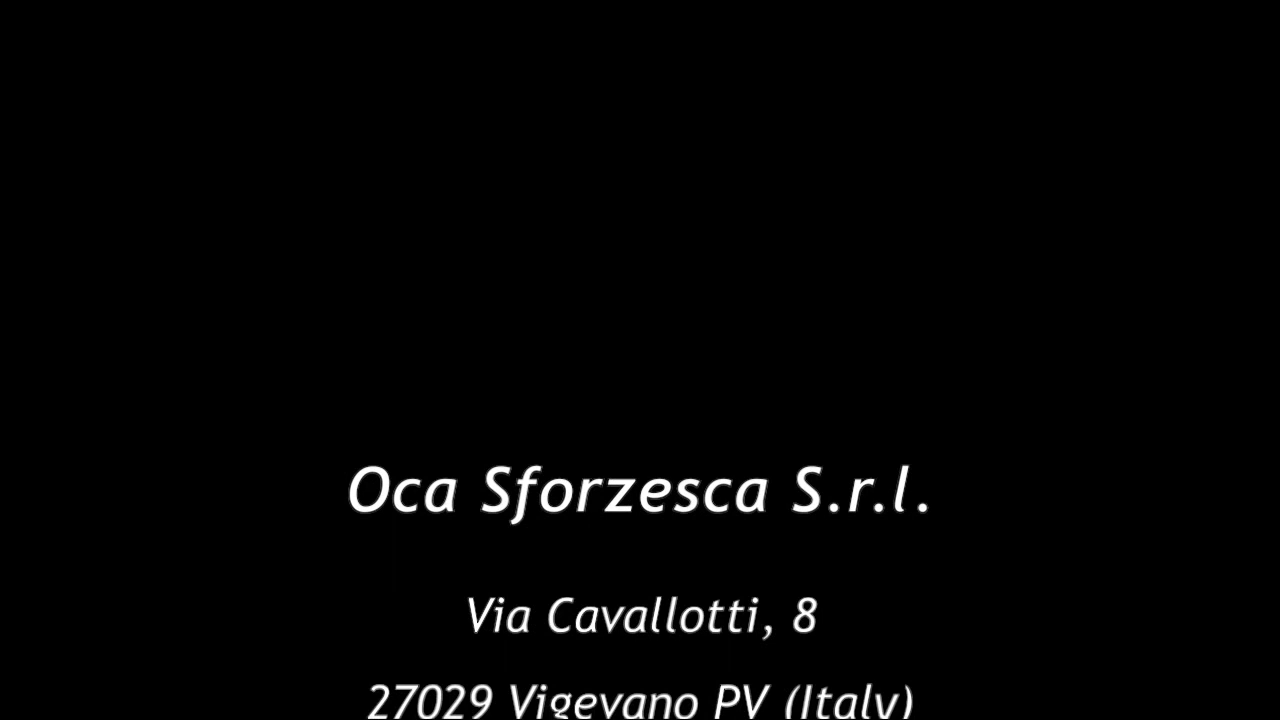 Oca Sforzesca S.r.l.
Via Cavallotti, 8
27029 Vigevano PV (Italy)